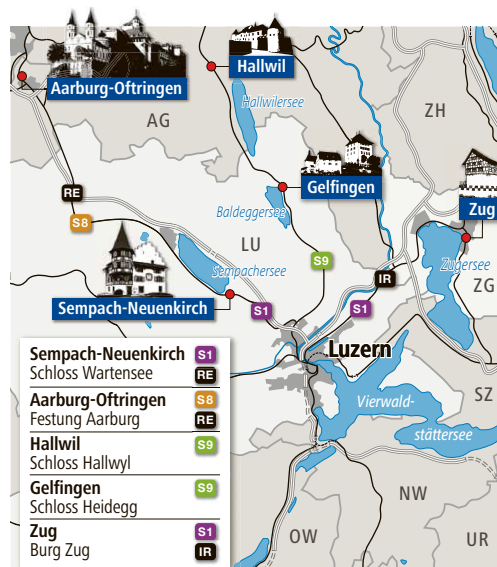 Aarburg-Oftringen
Hallwil
Hallwilersee
AG
ZH
Gelfingen
Zug
RE
Baldeggersee
S8
LU
S9
Zugersee
Sempachersee
IR
ZG
Sempach-Neuenkirch
S1
S1
Luzern
Sempach-Neuenkirch S1
Schloss Wartensee RE
Aarburg-Oftringen S8
Festung Aarburg RE
Hallwil S9
Schloss Hallwyl
Gelfingen S9
Schloss Heidegg
Zug S1
Burg Zug IR
Vierwald-
stättersee
SZ
NW
OW
UR